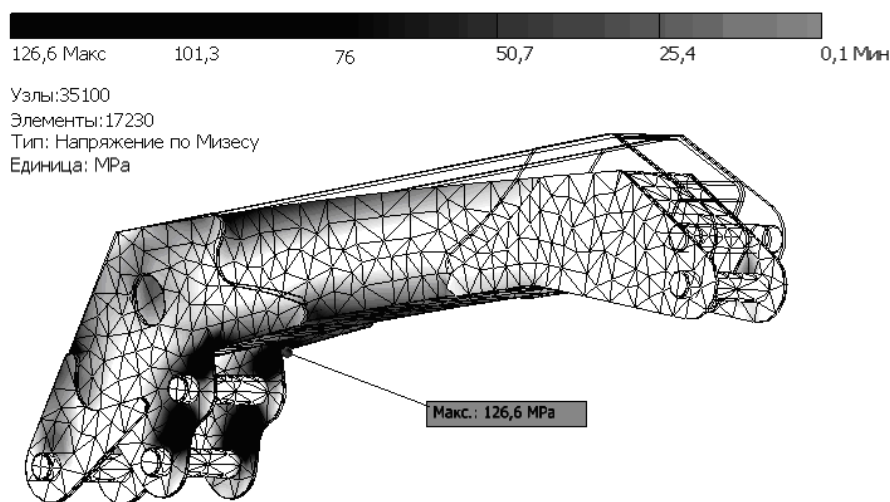 126,6 Макс 101,3 76 50,7 25,4 0,1 Мин
Узлы:35100
Элементы:17230
Тип: Напряжение по Мизесу
Единица: MPa
Макс.: 126,6 MPa